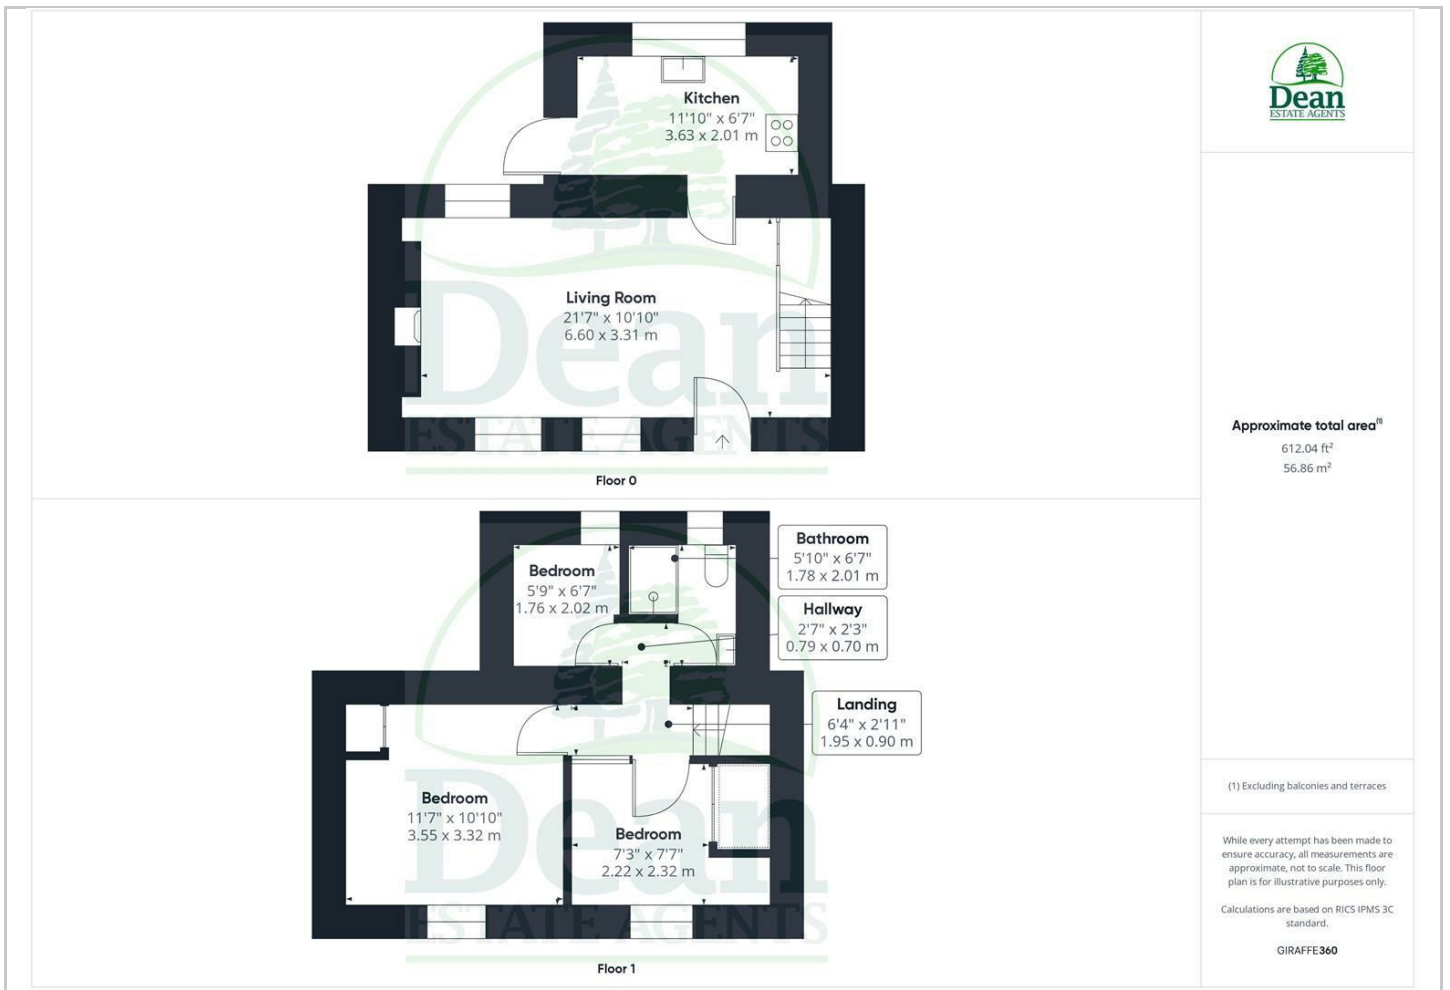 Kitchen
11'10" x 6'7"
3.63 x 2.01 m
Living Room
21'7" x 10'10"
6.60 x 3.31 m
Dean
ESTATE AGENTS
Floor 0
Bathroom
5'10" x 6'7"
1.78 x 2.01 m
Bedroom
5'9" x 6'7"
1.76 x 2.02 m
Hallway
2'7" x 2'3"
0.79 x 0.70 m
Landing
6'4" x 2'11"
1.95 x 0.90 m
Bedroom
11'7" x 10'10"
3.55 x 3.32 m
Bedroom
7'3" x 7'7"
2.22 x 2.32 m
Dean
ESTATE AGENTS
Floor 1
Dean
ESTATE AGENTS
Approximate total area⁽¹⁾
612.04 ft²
56.86 m²
(1) Excluding balconies and terraces
While every attempt has been made to
ensure accuracy, all measurements are
approximate, not to scale. This floor
plan is for illustrative purposes only.
Calculations are based on RICS IPMS 3C
standard.
GIRAFFE360